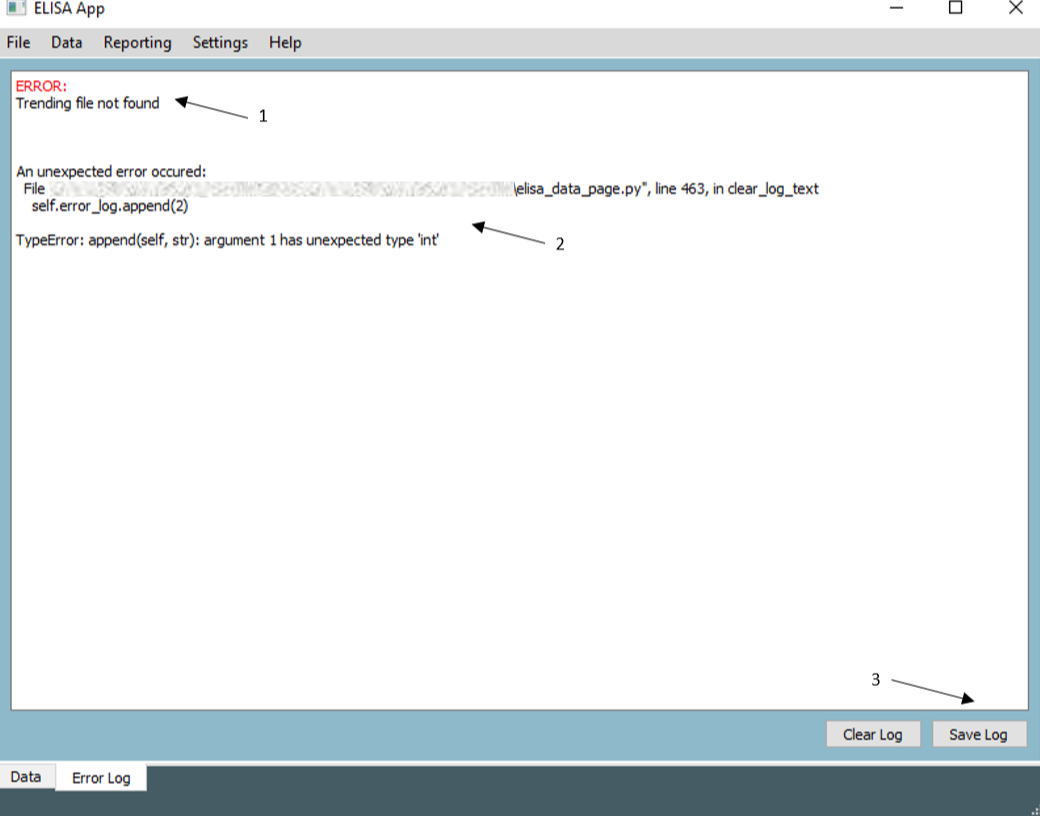 ELISA App
File Data Reporting Settings Help
ERROR:
Trending file not found
1
An unexpected error occured:
File \elisa_data_page.py", line 463, in clear_log_text
self.error_log.append(2)
2
TypeError: append(self, str): argument 1 has unexpected type 'int'
3
Clear Log Save Log
Data Error Log